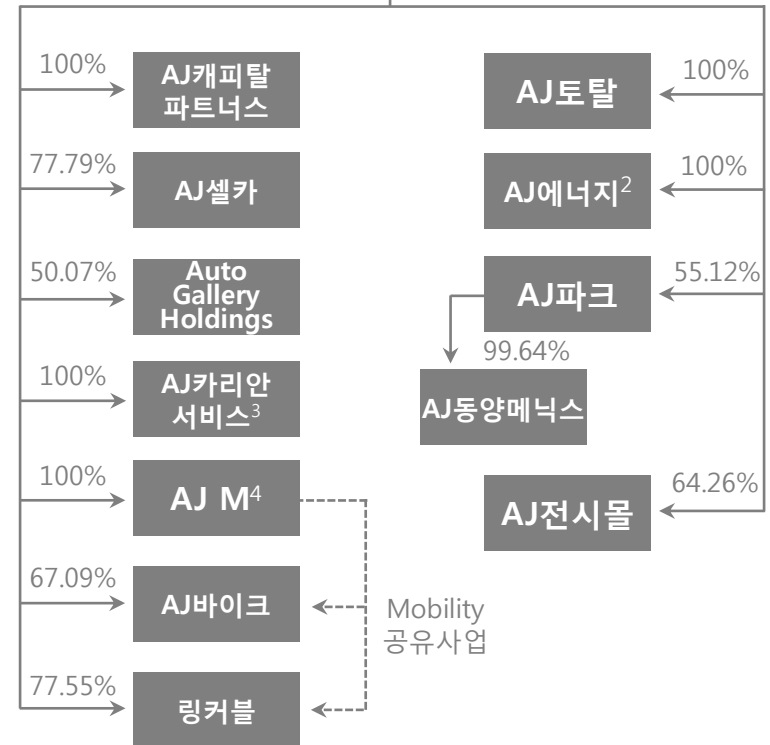 100%
AJ캐피탈
파트너스
77.79%
AJ셀카
50.07%
Auto
Gallery
Holdings
100%
AJ카리안
서비스³
100%
AJ M⁴
67.09%
AJ바이크
77.55%
링커블
Mobility
공유사업
AJ토탈
100%
AJ에너지²
100%
AJ파크
55.12%
99.64%
AJ동양메닉스
AJ전시몰
64.26%